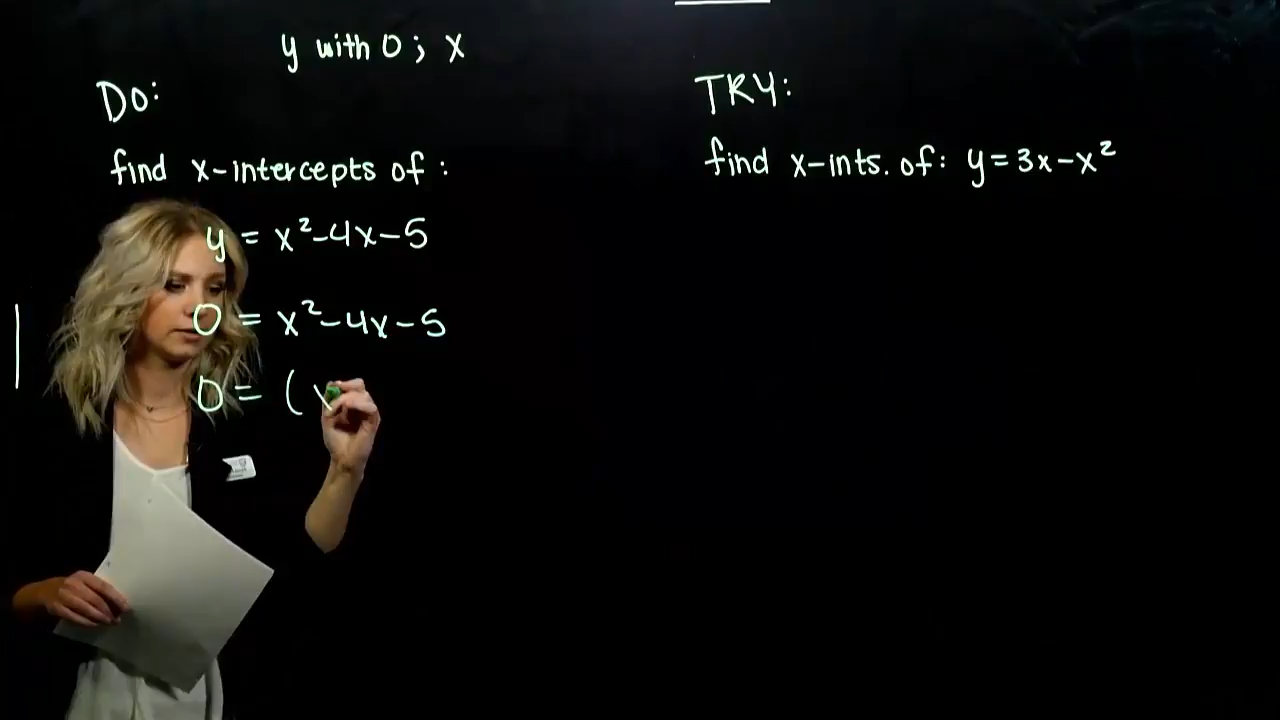 y with 0 ; x
Do:
find x-intercepts of :
y = x²-4x-5
0 = x²-4x-5
0 = ( x
TRY:
find x-ints. of: y=3x-x²